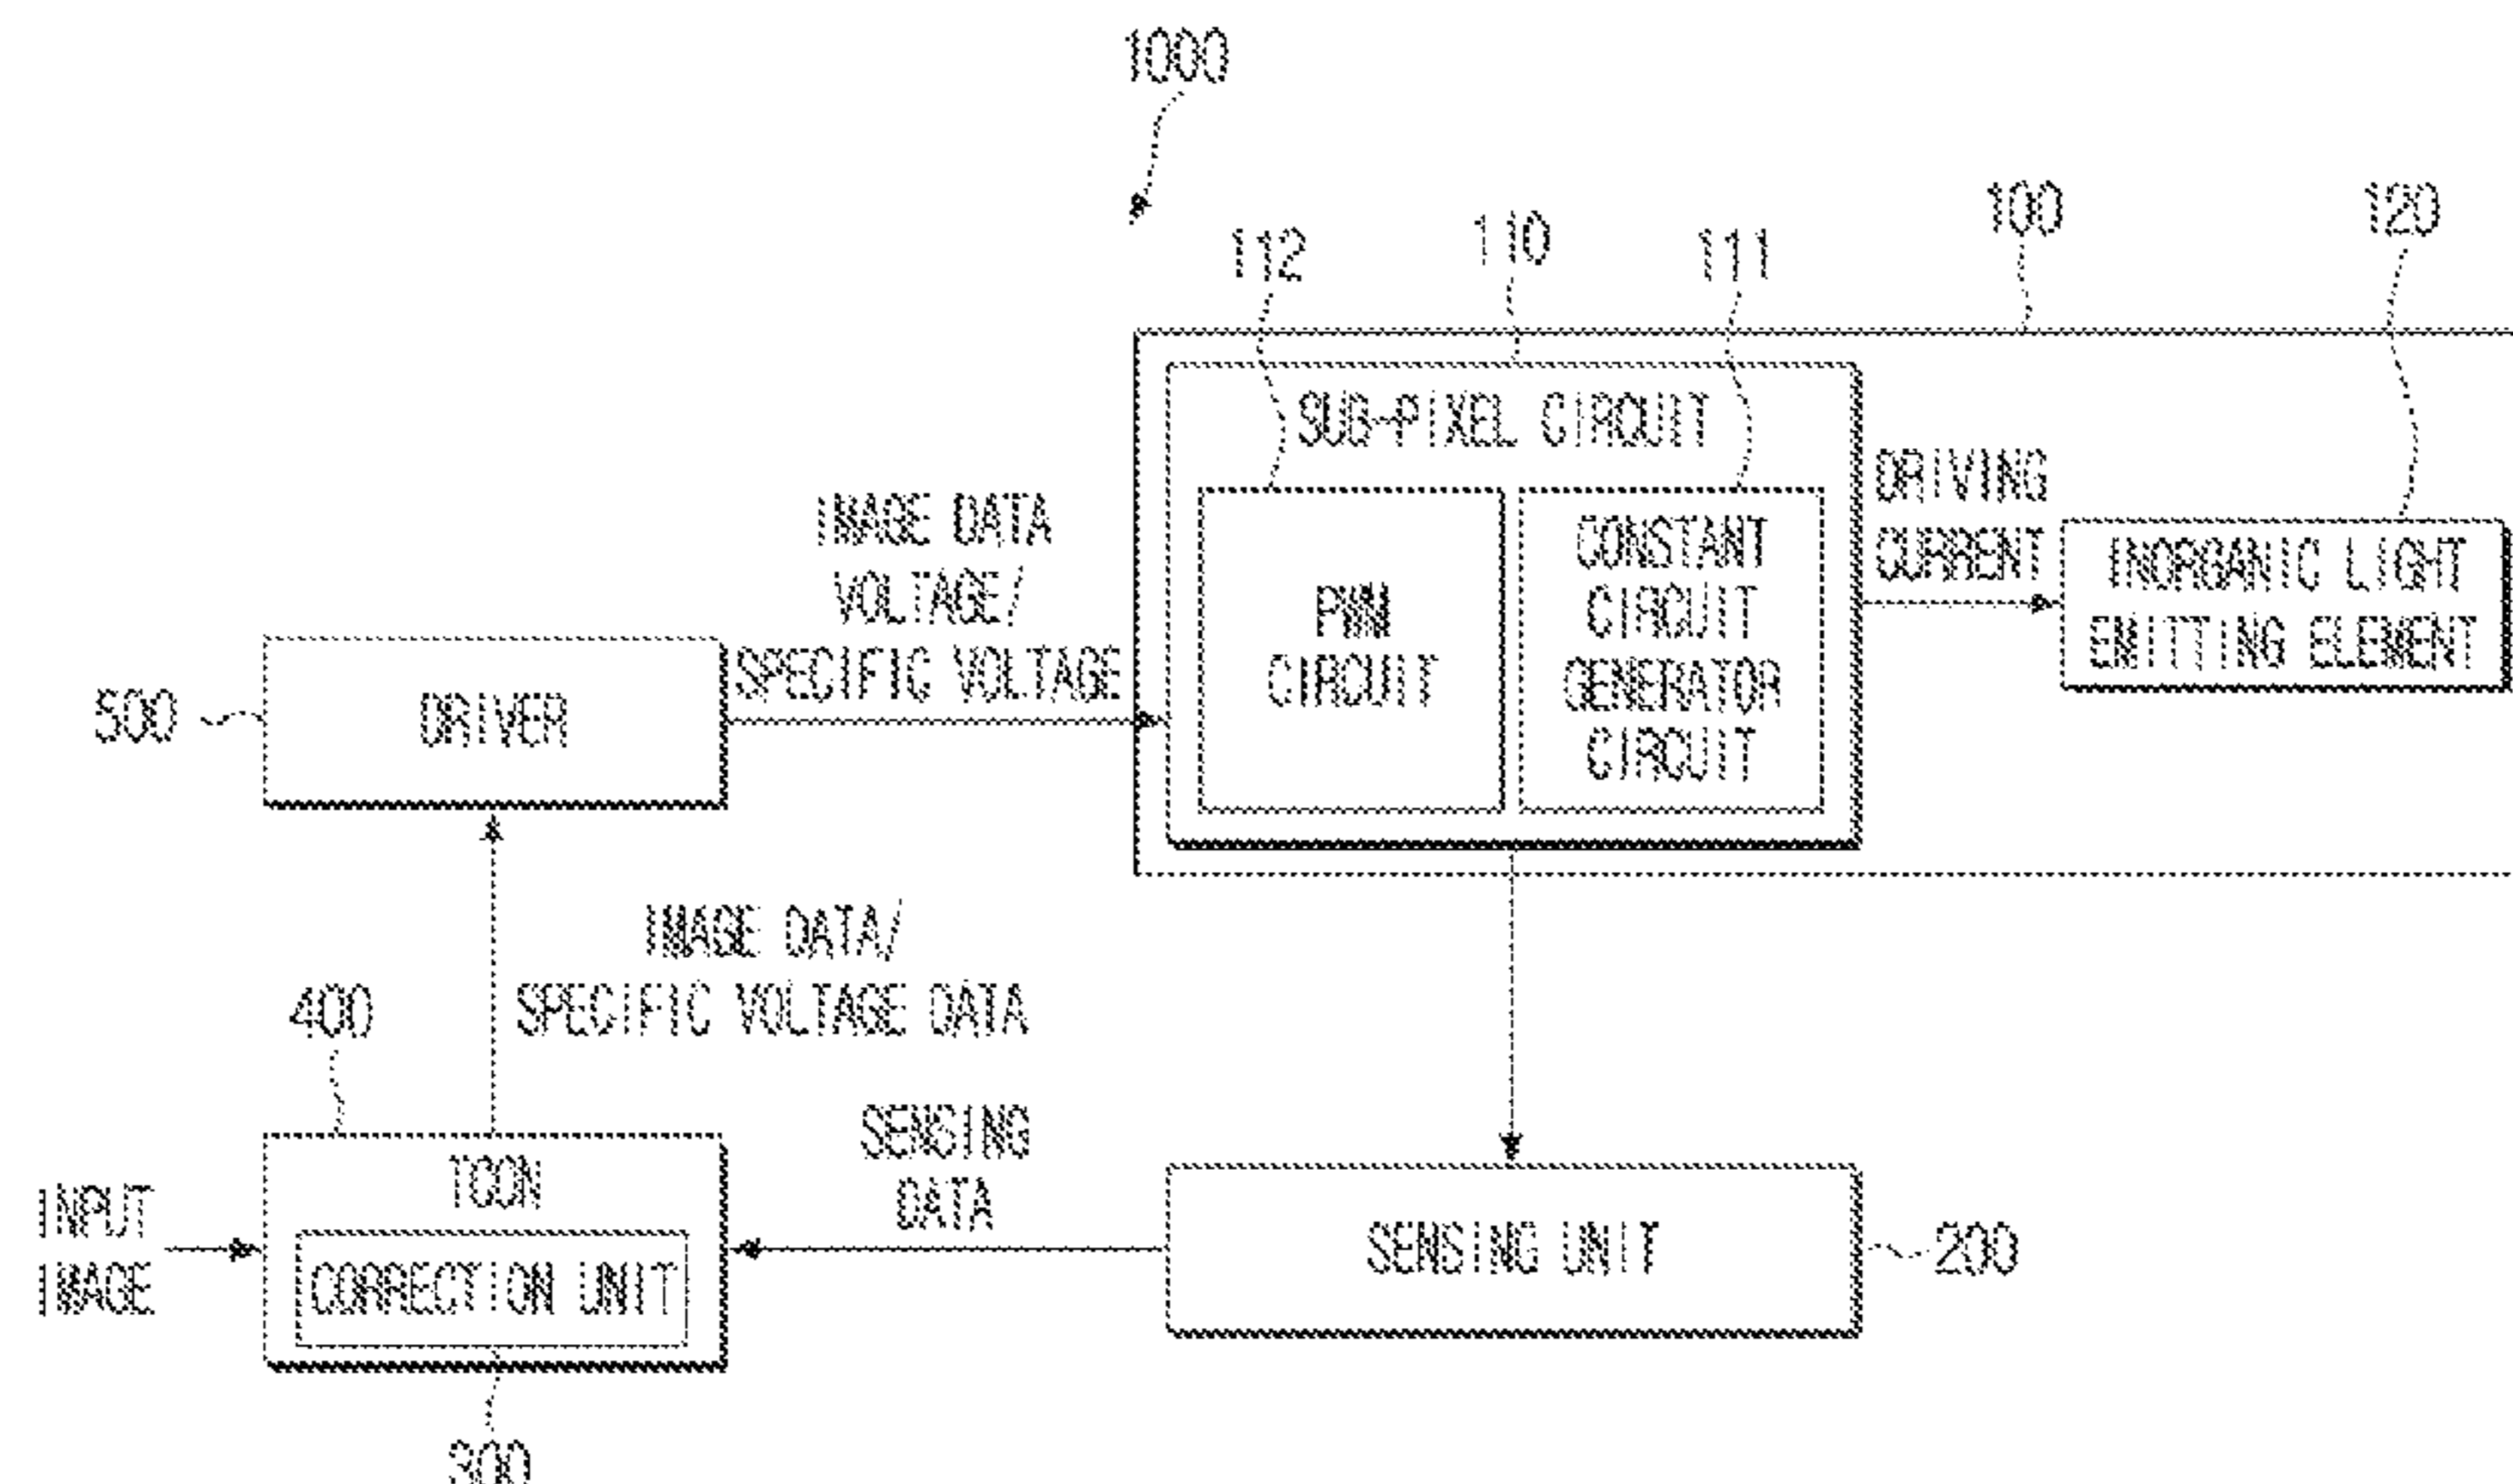 1000
112
110
111
100
120
SUB-PIXEL CIRCUIT
PWM
CIRCUIT
CONSTANT
CIRCUIT
GENERATOR
CIRCUIT
DRIVING
CURRENT
INORGANIC LIGHT
EMITTING ELEMENT
IMAGE DATA
VOLTAGE/
SPECIFIC VOLTAGE
500
DRIVER
IMAGE DATA/
SPECIFIC VOLTAGE DATA
400
TCON
CORRECTION UNIT
INPUT
IMAGE
SENSING
DATA
SENSING UNIT
200
300